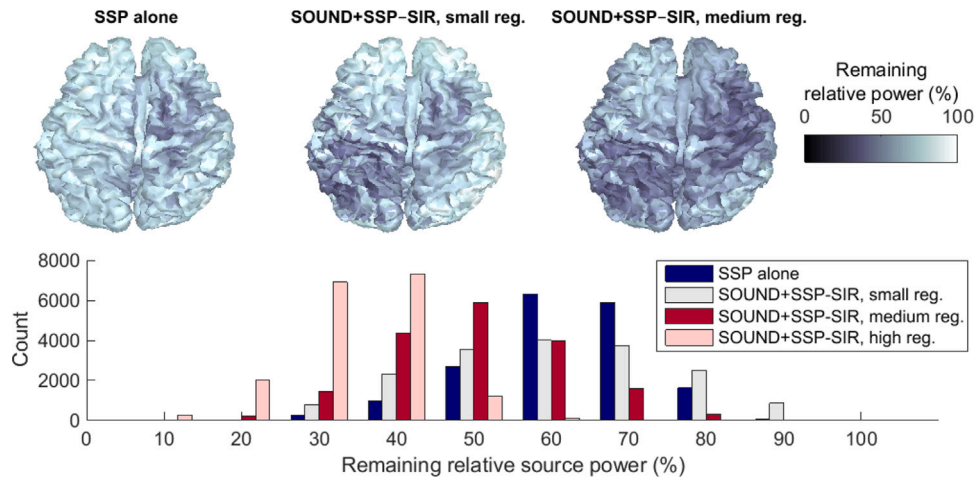 SSP alone
SOUND+SSP−SIR, small reg.
SOUND+SSP−SIR, medium reg.
Remaining
relative power (%)
0 50 100
8000
6000
4000
2000
0
Count
SSP alone
SOUND+SSP-SIR, small reg.
SOUND+SSP-SIR, medium reg.
SOUND+SSP-SIR, high reg.
0 10 20 30 40 50 60 70 80 90 100
Remaining relative source power (%)